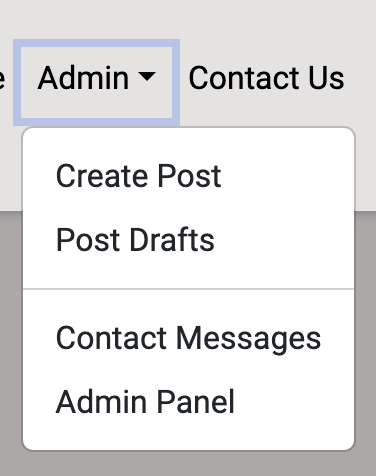 e Admin Contact Us
Create Post
Post Drafts
Contact Messages
Admin Panel